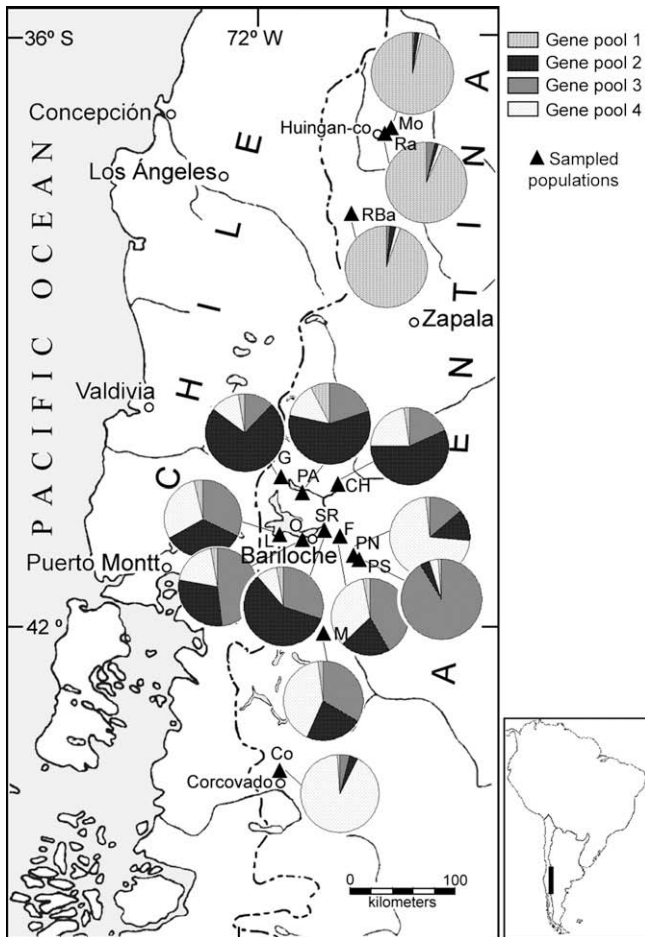 36º S
72º W
Gene pool 1
Gene pool 2
Gene pool 3
Gene pool 4
Sampled
populations
PACIFIC OCEAN
CHILE
ARGENTINA
Concepción
Los Ángeles
Huingan-co
Mo
Ra
RBa
Zapala
Valdivia
G
PA
CH
SR
F
L
O
PN
PS
Bariloche
Puerto Montt
42 º
M
Co
Corcovado
0
100
kilometers